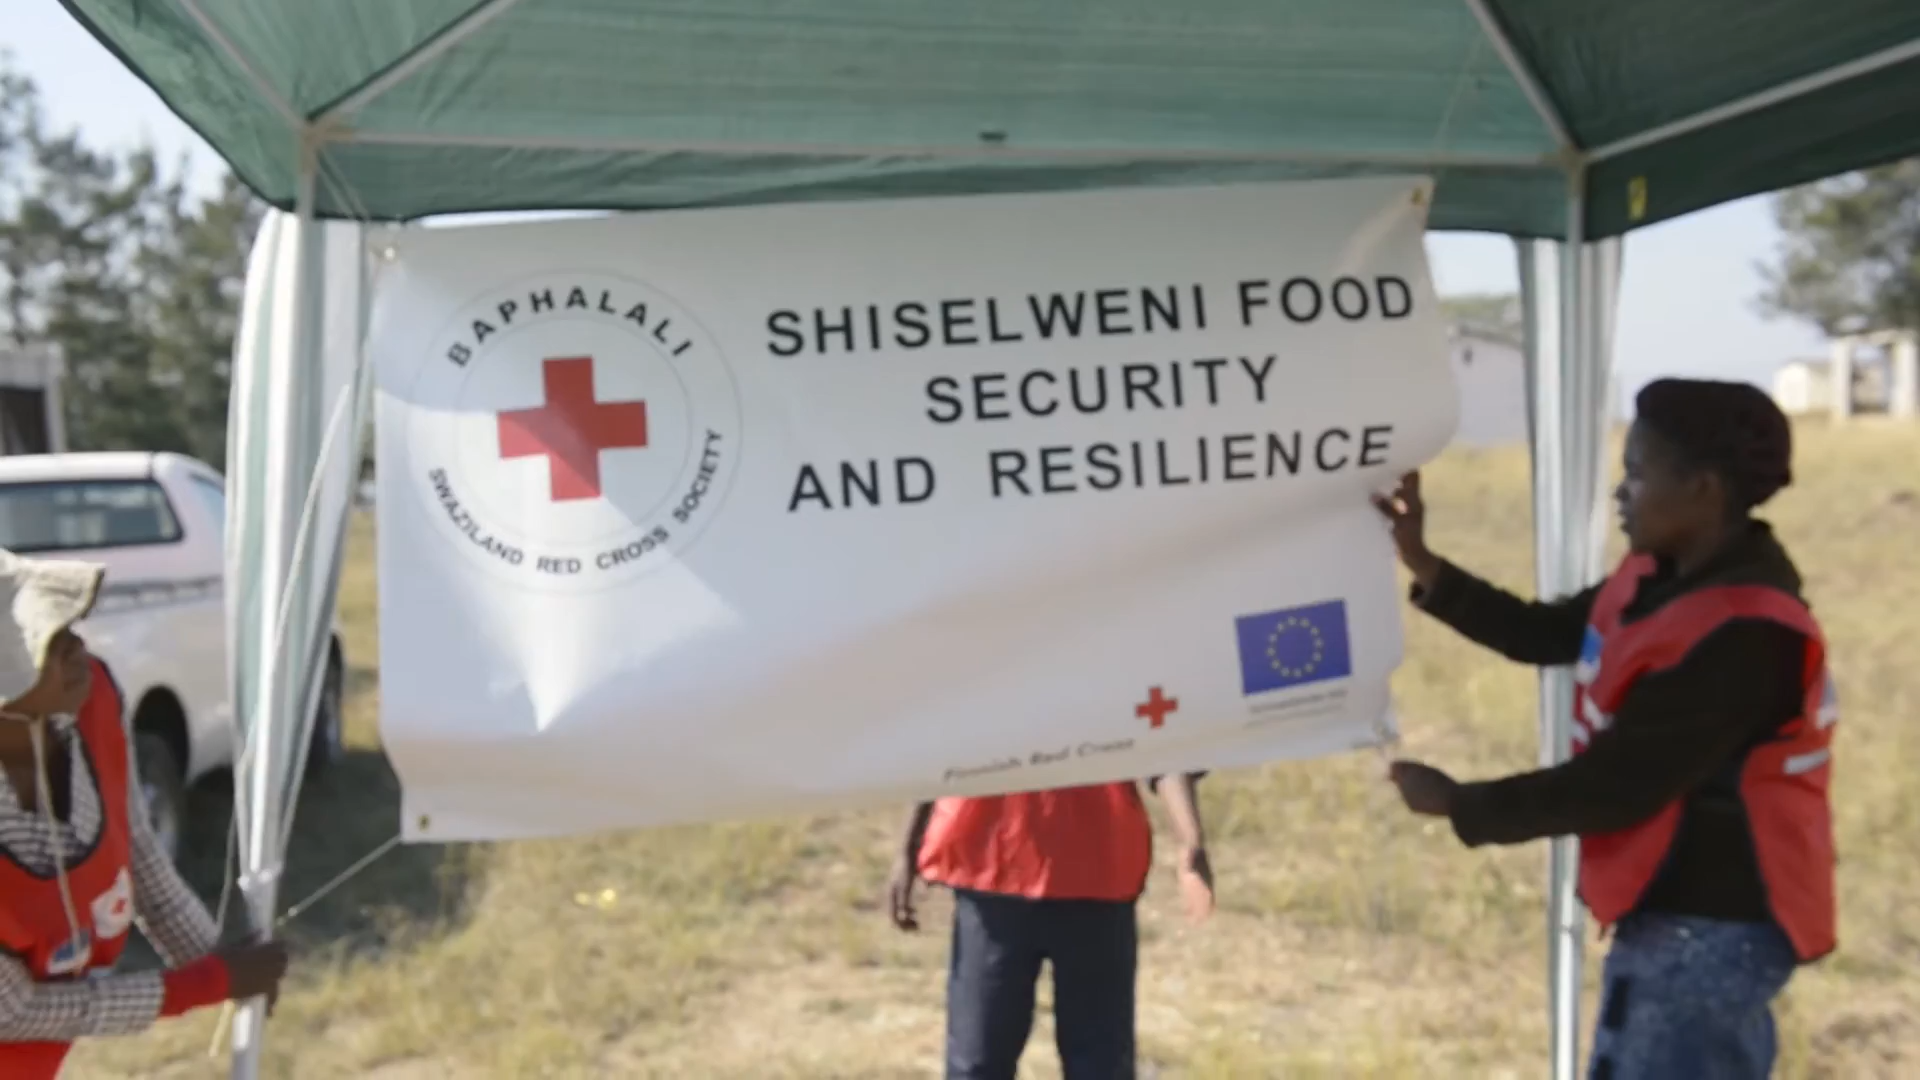 BAPHALALI
SWAZILAND RED CROSS SOCIETY
SHISELWENI FOOD
SECURITY
AND RESILIENCE
Finnish Red Cross